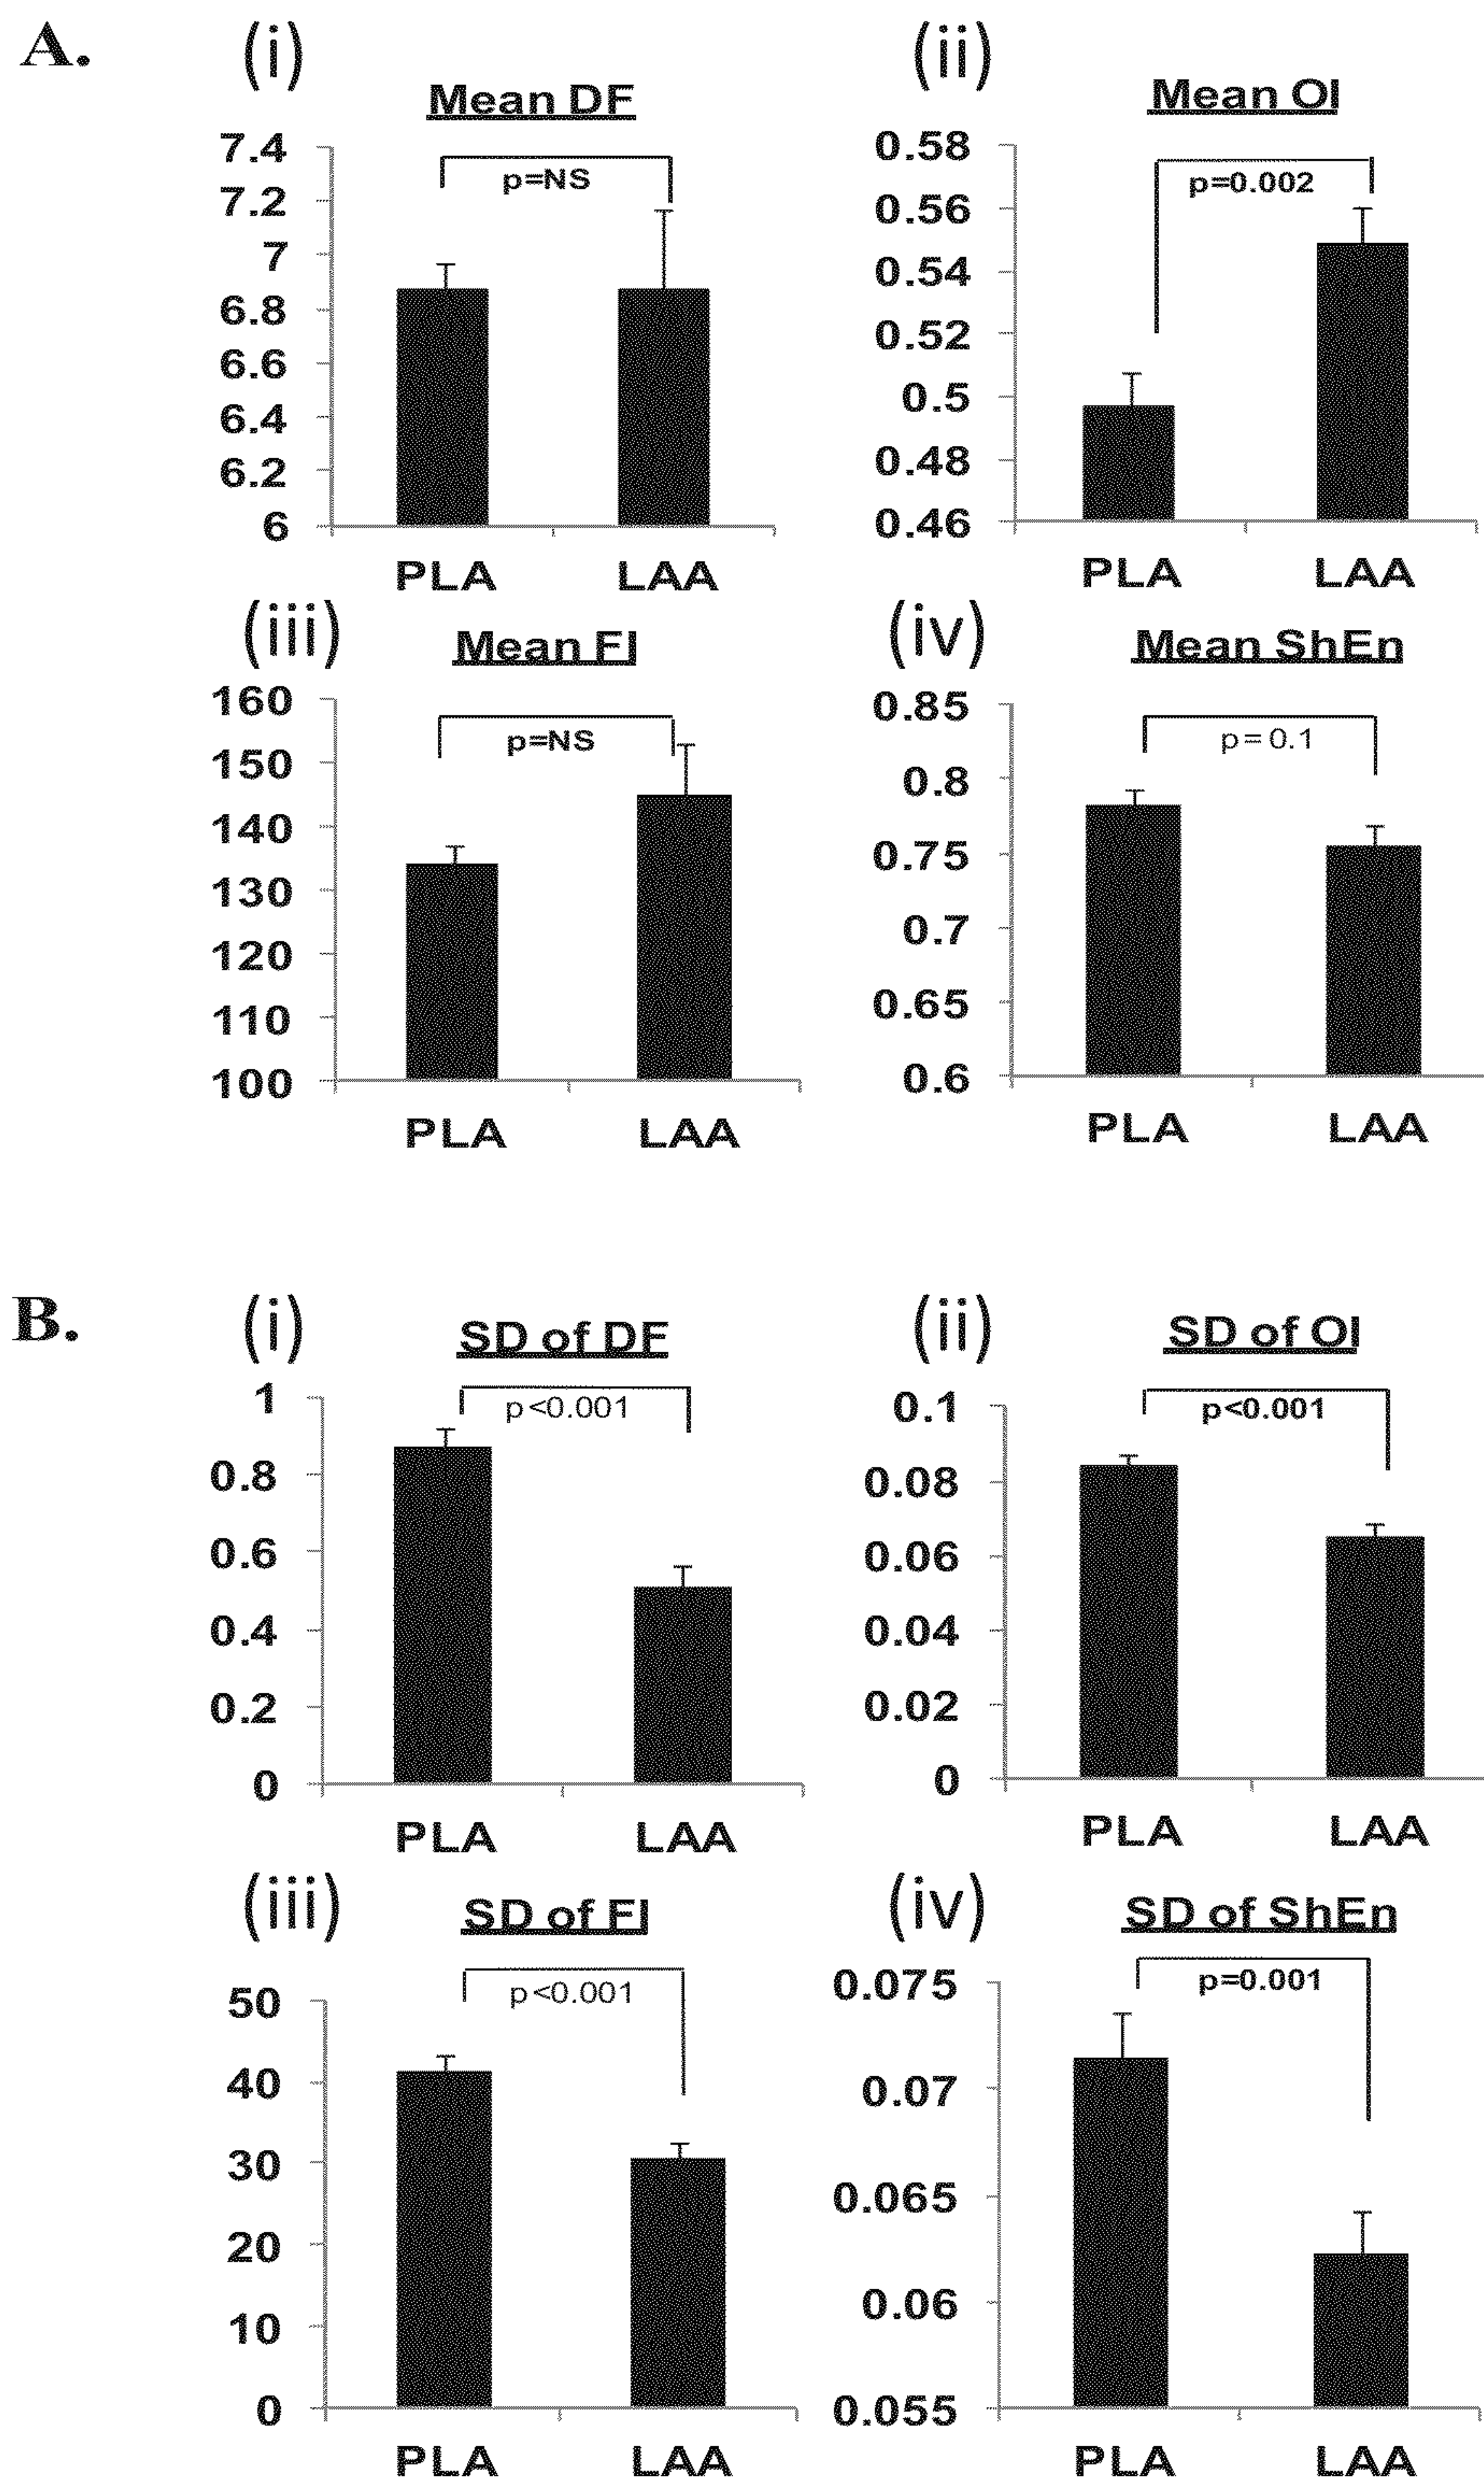 A.
(i)
Mean DF
7.4
7.2
7
6.8
6.6
6.4
6.2
6
p=NS
PLA LAA
(ii)
Mean OI
0.58
0.56
0.54
0.52
0.5
0.48
0.46
p=0.002
PLA LAA
(iii)
Mean FI
160
150
140
130
120
110
100
p=NS
PLA LAA
(iv)
Mean ShEn
0.85
0.8
0.75
0.7
0.65
0.6
p=0.1
PLA LAA
B.
(i)
SD of DF
1
0.8
0.6
0.4
0.2
0
p<0.001
PLA LAA
(ii)
SD of OI
0.1
0.08
0.06
0.04
0.02
0
p<0.001
PLA LAA
(iii)
SD of FI
50
40
30
20
10
0
p<0.001
PLA LAA
(iv)
SD of ShEn
0.075
0.07
0.065
0.06
0.055
p=0.001
PLA LAA